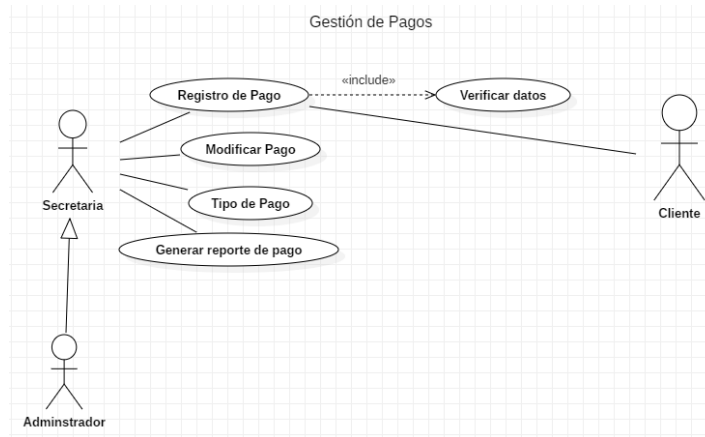 Gestión de Pagos
«include»
Registro de Pago
Verificar datos
Modificar Pago
Tipo de Pago
Secretaria
Cliente
Generar reporte de pago
Adminstrador